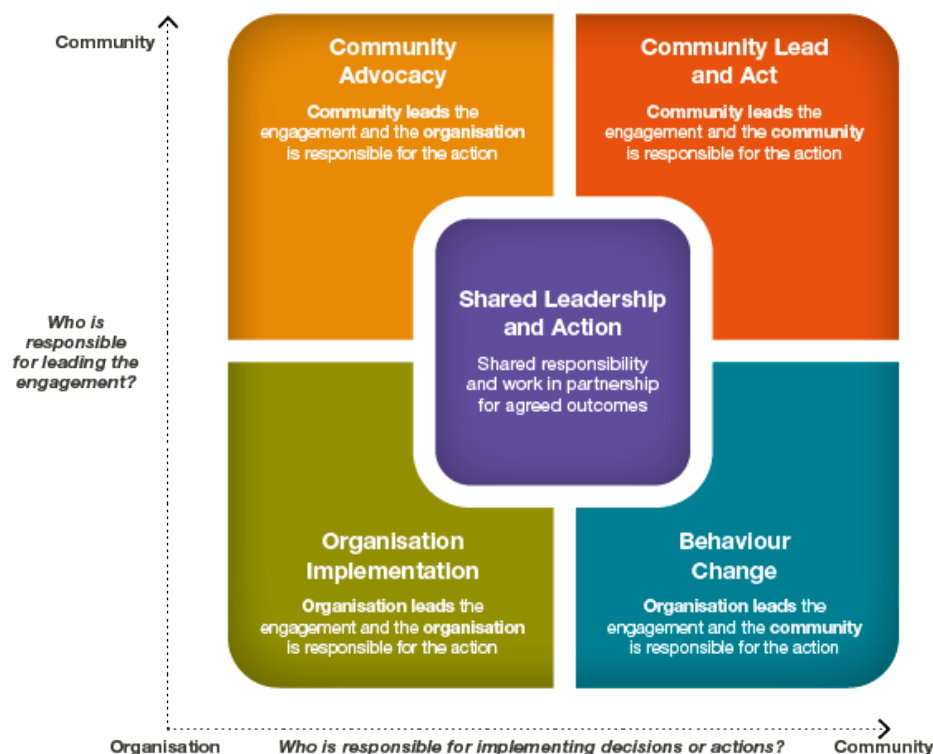 Community
Community
Advocacy
Community leads the
engagement and the organisation
is responsible for the action
Community Lead
and Act
Community leads the
engagement and the community
is responsible for the action
Who is
responsible
for leading the
engagement?
Shared Leadership
and Action
Shared responsibility
and work in partnership
for agreed outcomes
Organisation
Implementation
Organisation leads the
engagement and the organisation
is responsible for the action
Behaviour
Change
Organisation leads the
engagement and the community
is responsible for the action
Organisation
Who is responsible for implementing decisions or actions?
Community